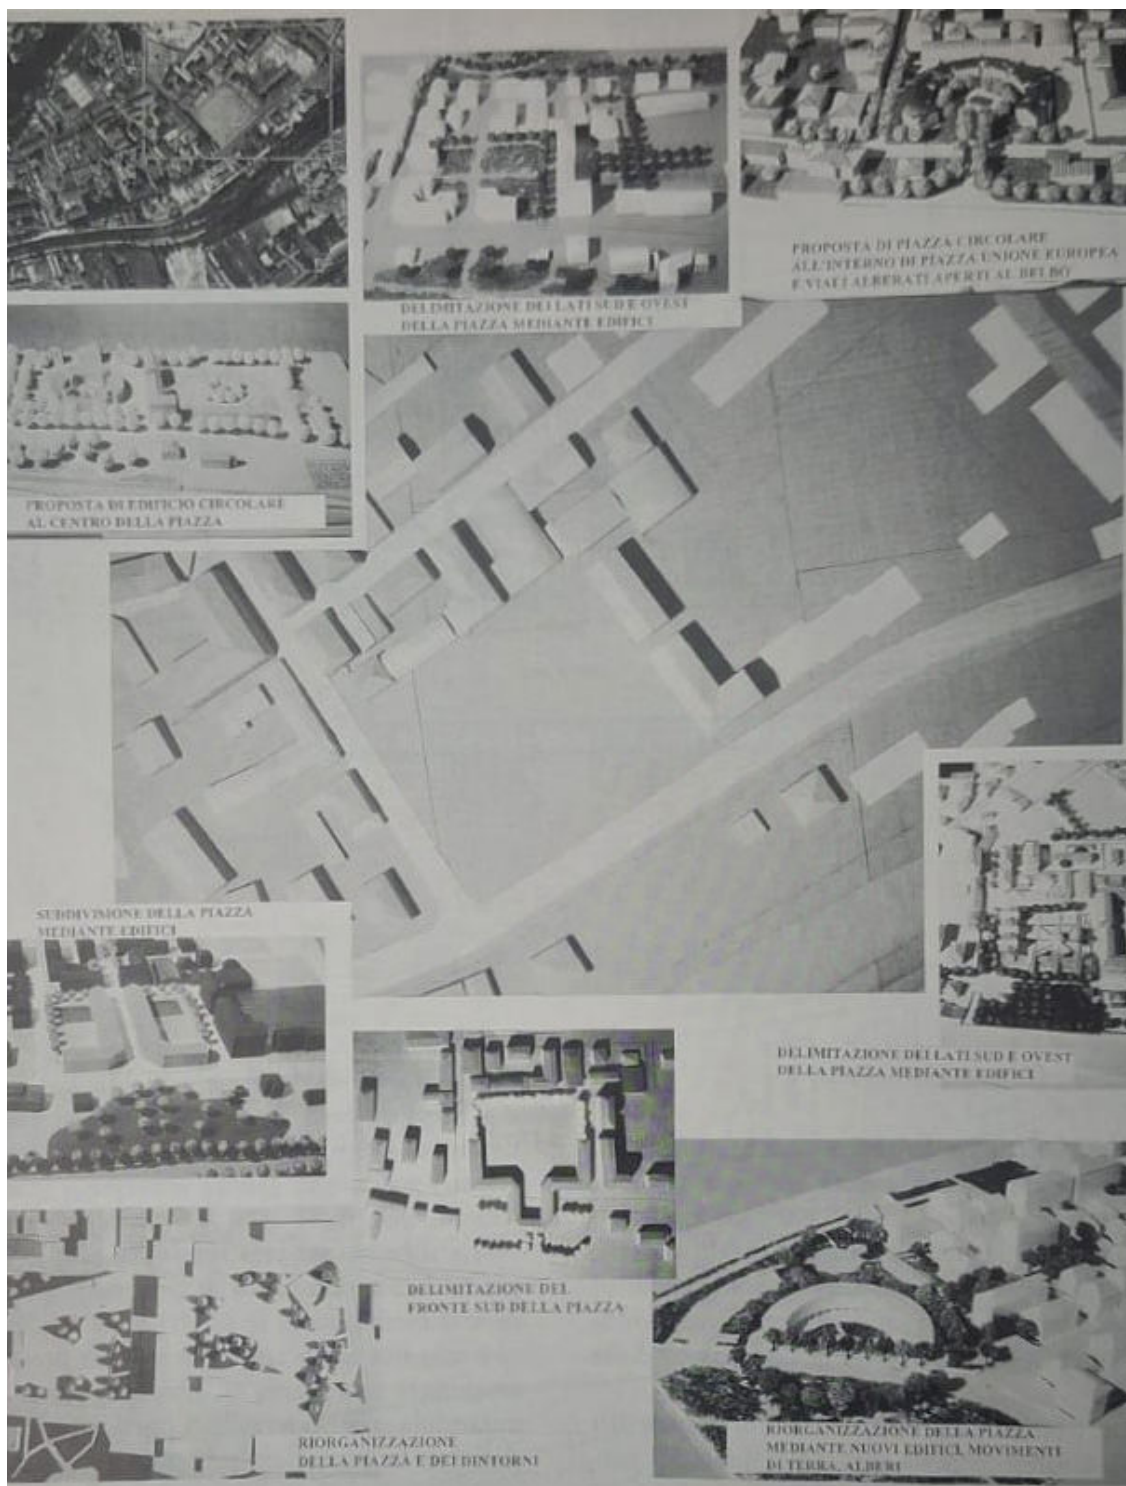 DELIMITAZIONE DEI LATI SUD E OVEST
DELLA PIAZZA MEDIANTE EDIFICI
PROPOSTA DI PIAZZA CIRCOLARE
ALL'INTERNO DI PIAZZA UNIONE EUROPEA
E VIALI ALBERATI APERTI AL BELBO
PROPOSTA DI EDIFICIO CIRCOLARE
AL CENTRO DELLA PIAZZA
SUDDIVISIONE DELLA PIAZZA
MEDIANTE EDIFICI
DELIMITAZIONE DEI LATI SUD E OVEST
DELLA PIAZZA MEDIANTE EDIFICI
DELIMITAZIONE DEL
FRONTE SUD DELLA PIAZZA
RIORGANIZZAZIONE
DELLA PIAZZA E DEI DINTORNI
RIORGANIZZAZIONE DELLA PIAZZA
MEDIANTE NUOVI EDIFICI, MOVIMENTI
DI TERRA, ALBERI